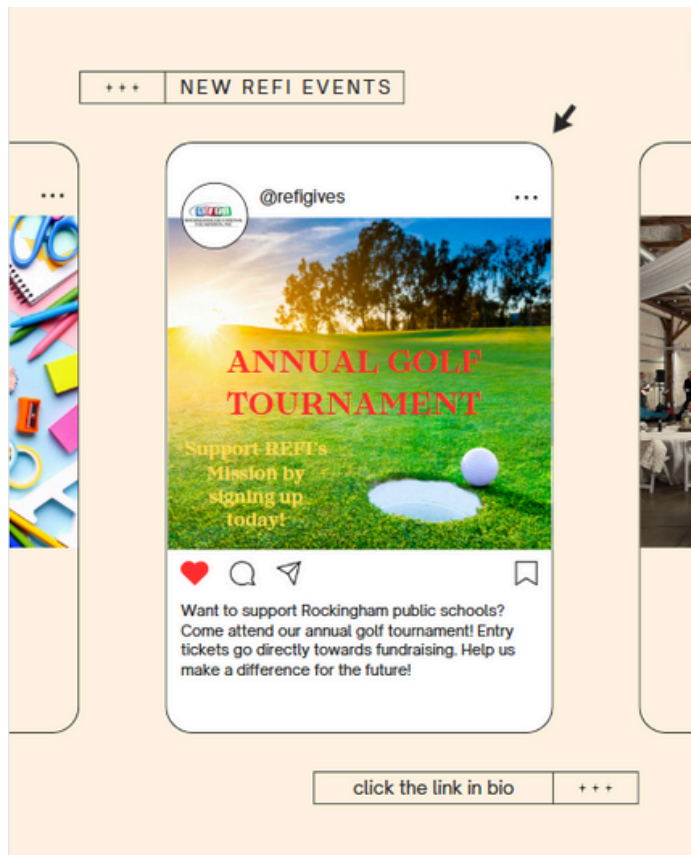 +++ NEW REFI EVENTS
@refigives
REFI
ANNUAL GOLF
TOURNAMENT
Support REFI's
Mission by
signing up
today!
Want to support Rockingham public schools?
Come attend our annual golf tournament! Entry
tickets go directly towards fundraising. Help us
make a difference for the future!
click the link in bio +++